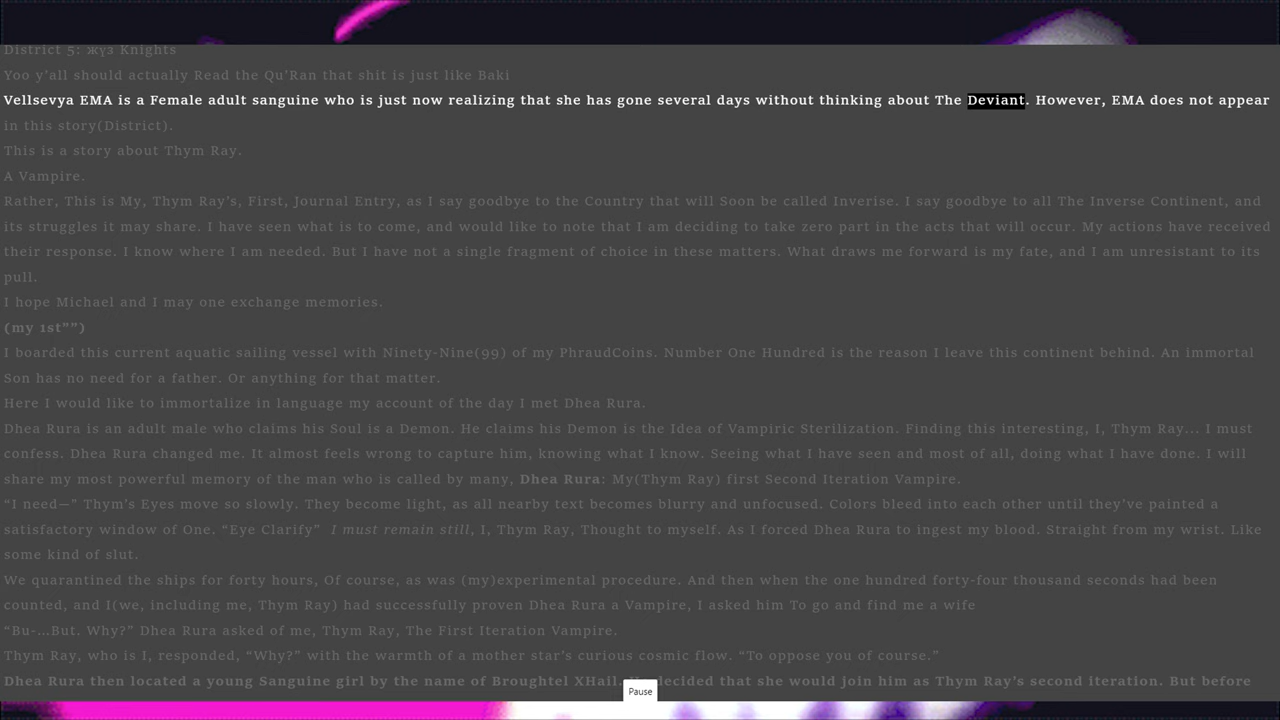 District 5: жүз Knights
Yoo y’all should actually Read the Qu’Ran that shit is just like Baki
Vellsevya EMA is a Female adult sanguine who is just now realizing that she has gone several days without thinking about The Deviant. However, EMA does not appear
in this story(District).
This is a story about Thym Ray.
A Vampire.
Rather, This is My, Thym Ray’s, First, Journal Entry, as I say goodbye to the Country that will Soon be called Inverise. I say goodbye to all The Inverse Continent, and
its struggles it may share. I have seen what is to come, and would like to note that I am deciding to take zero part in the acts that will occur. My actions have received
their response. I know where I am needed. But I have not a single fragment of choice in these matters. What draws me forward is my fate, and I am unresistant to its
pull.
I hope Michael and I may one exchange memories.
(my 1st””)
I boarded this current aquatic sailing vessel with Ninety-Nine(99) of my PhraudCoins. Number One Hundred is the reason I leave this continent behind. An immortal
Son has no need for a father. Or anything for that matter.
Here I would like to immortalize in language my account of the day I met Dhea Rura.
Dhea Rura is an adult male who claims his Soul is a Demon. He claims his Demon is the Idea of Vampiric Sterilization. Finding this interesting, I, Thym Ray... I must
confess. Dhea Rura changed me. It almost feels wrong to capture him, knowing what I know. Seeing what I have seen and most of all, doing what I have done. I will
share my most powerful memory of the man who is called by many, Dhea Rura: My(Thym Ray) first Second Iteration Vampire.
“I need—” Thym’s Eyes move so slowly. They become light, as all nearby text becomes blurry and unfocused. Colors bleed into each other until they’ve painted a
satisfactory window of One. “Eye Clarify” I must remain still, I, Thym Ray, Thought to myself. As I forced Dhea Rura to ingest my blood. Straight from my wrist. Like
some kind of slut.
We quarantined the ships for forty hours, Of course, as was (my)experimental procedure. And then when the one hundred forty-four thousand seconds had been
counted, and I(we, including me, Thym Ray) had successfully proven Dhea Rura a Vampire, I asked him To go and find me a wife
“Bu-...But. Why?” Dhea Rura asked of me, Thym Ray, The First Iteration Vampire.
Thym Ray, who is I, responded, “Why?” with the warmth of a mother star’s curious cosmic flow. “To oppose you of course.”
Dhea Rura then located a young Sanguine girl by the name of Broughtel XHail. decided that she would join him as Thym Ray’s second iteration. But before
Pause